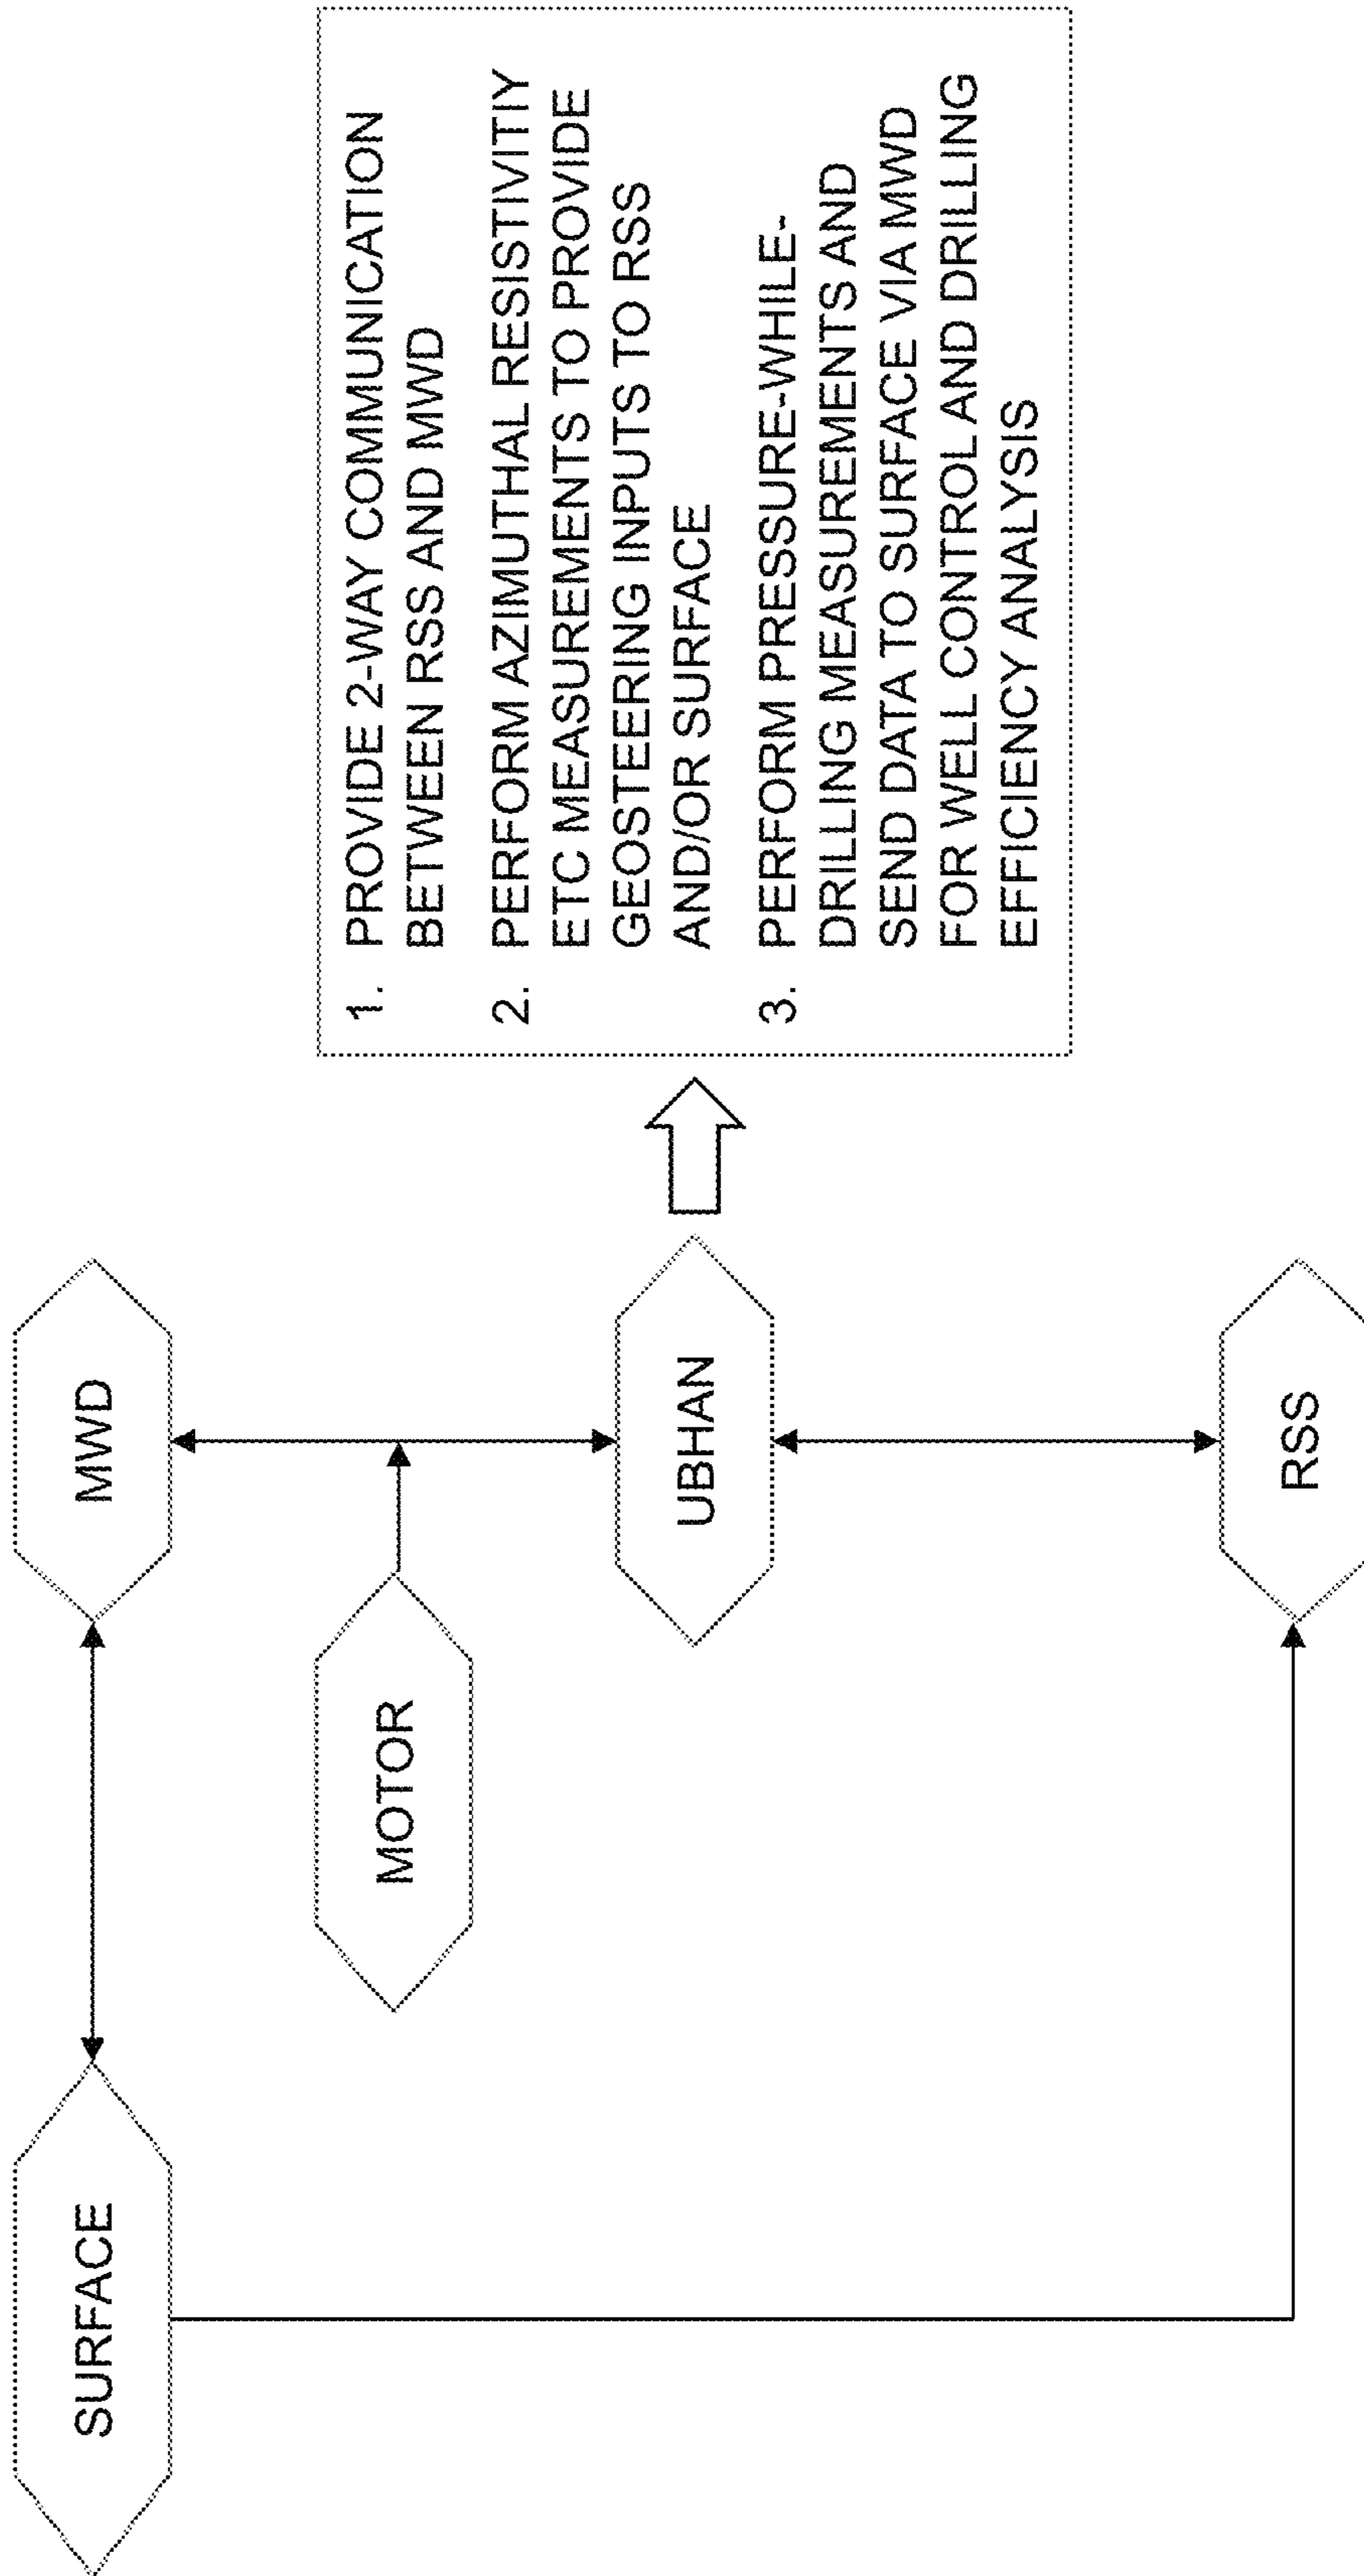 SURFACE
MWD
MOTOR
UBHAN
RSS
1. PROVIDE 2-WAY COMMUNICATION
BETWEEN RSS AND MWD
2. PERFORM AZIMUTHAL RESISTIVITIY
ETC MEASUREMENTS TO PROVIDE
GEOSTEERING INPUTS TO RSS
AND/OR SURFACE
3. PERFORM PRESSURE-WHILE-
DRILLING MEASUREMENTS AND
SEND DATA TO SURFACE VIA MWD
FOR WELL CONTROL AND DRILLING
EFFICIENCY ANALYSIS